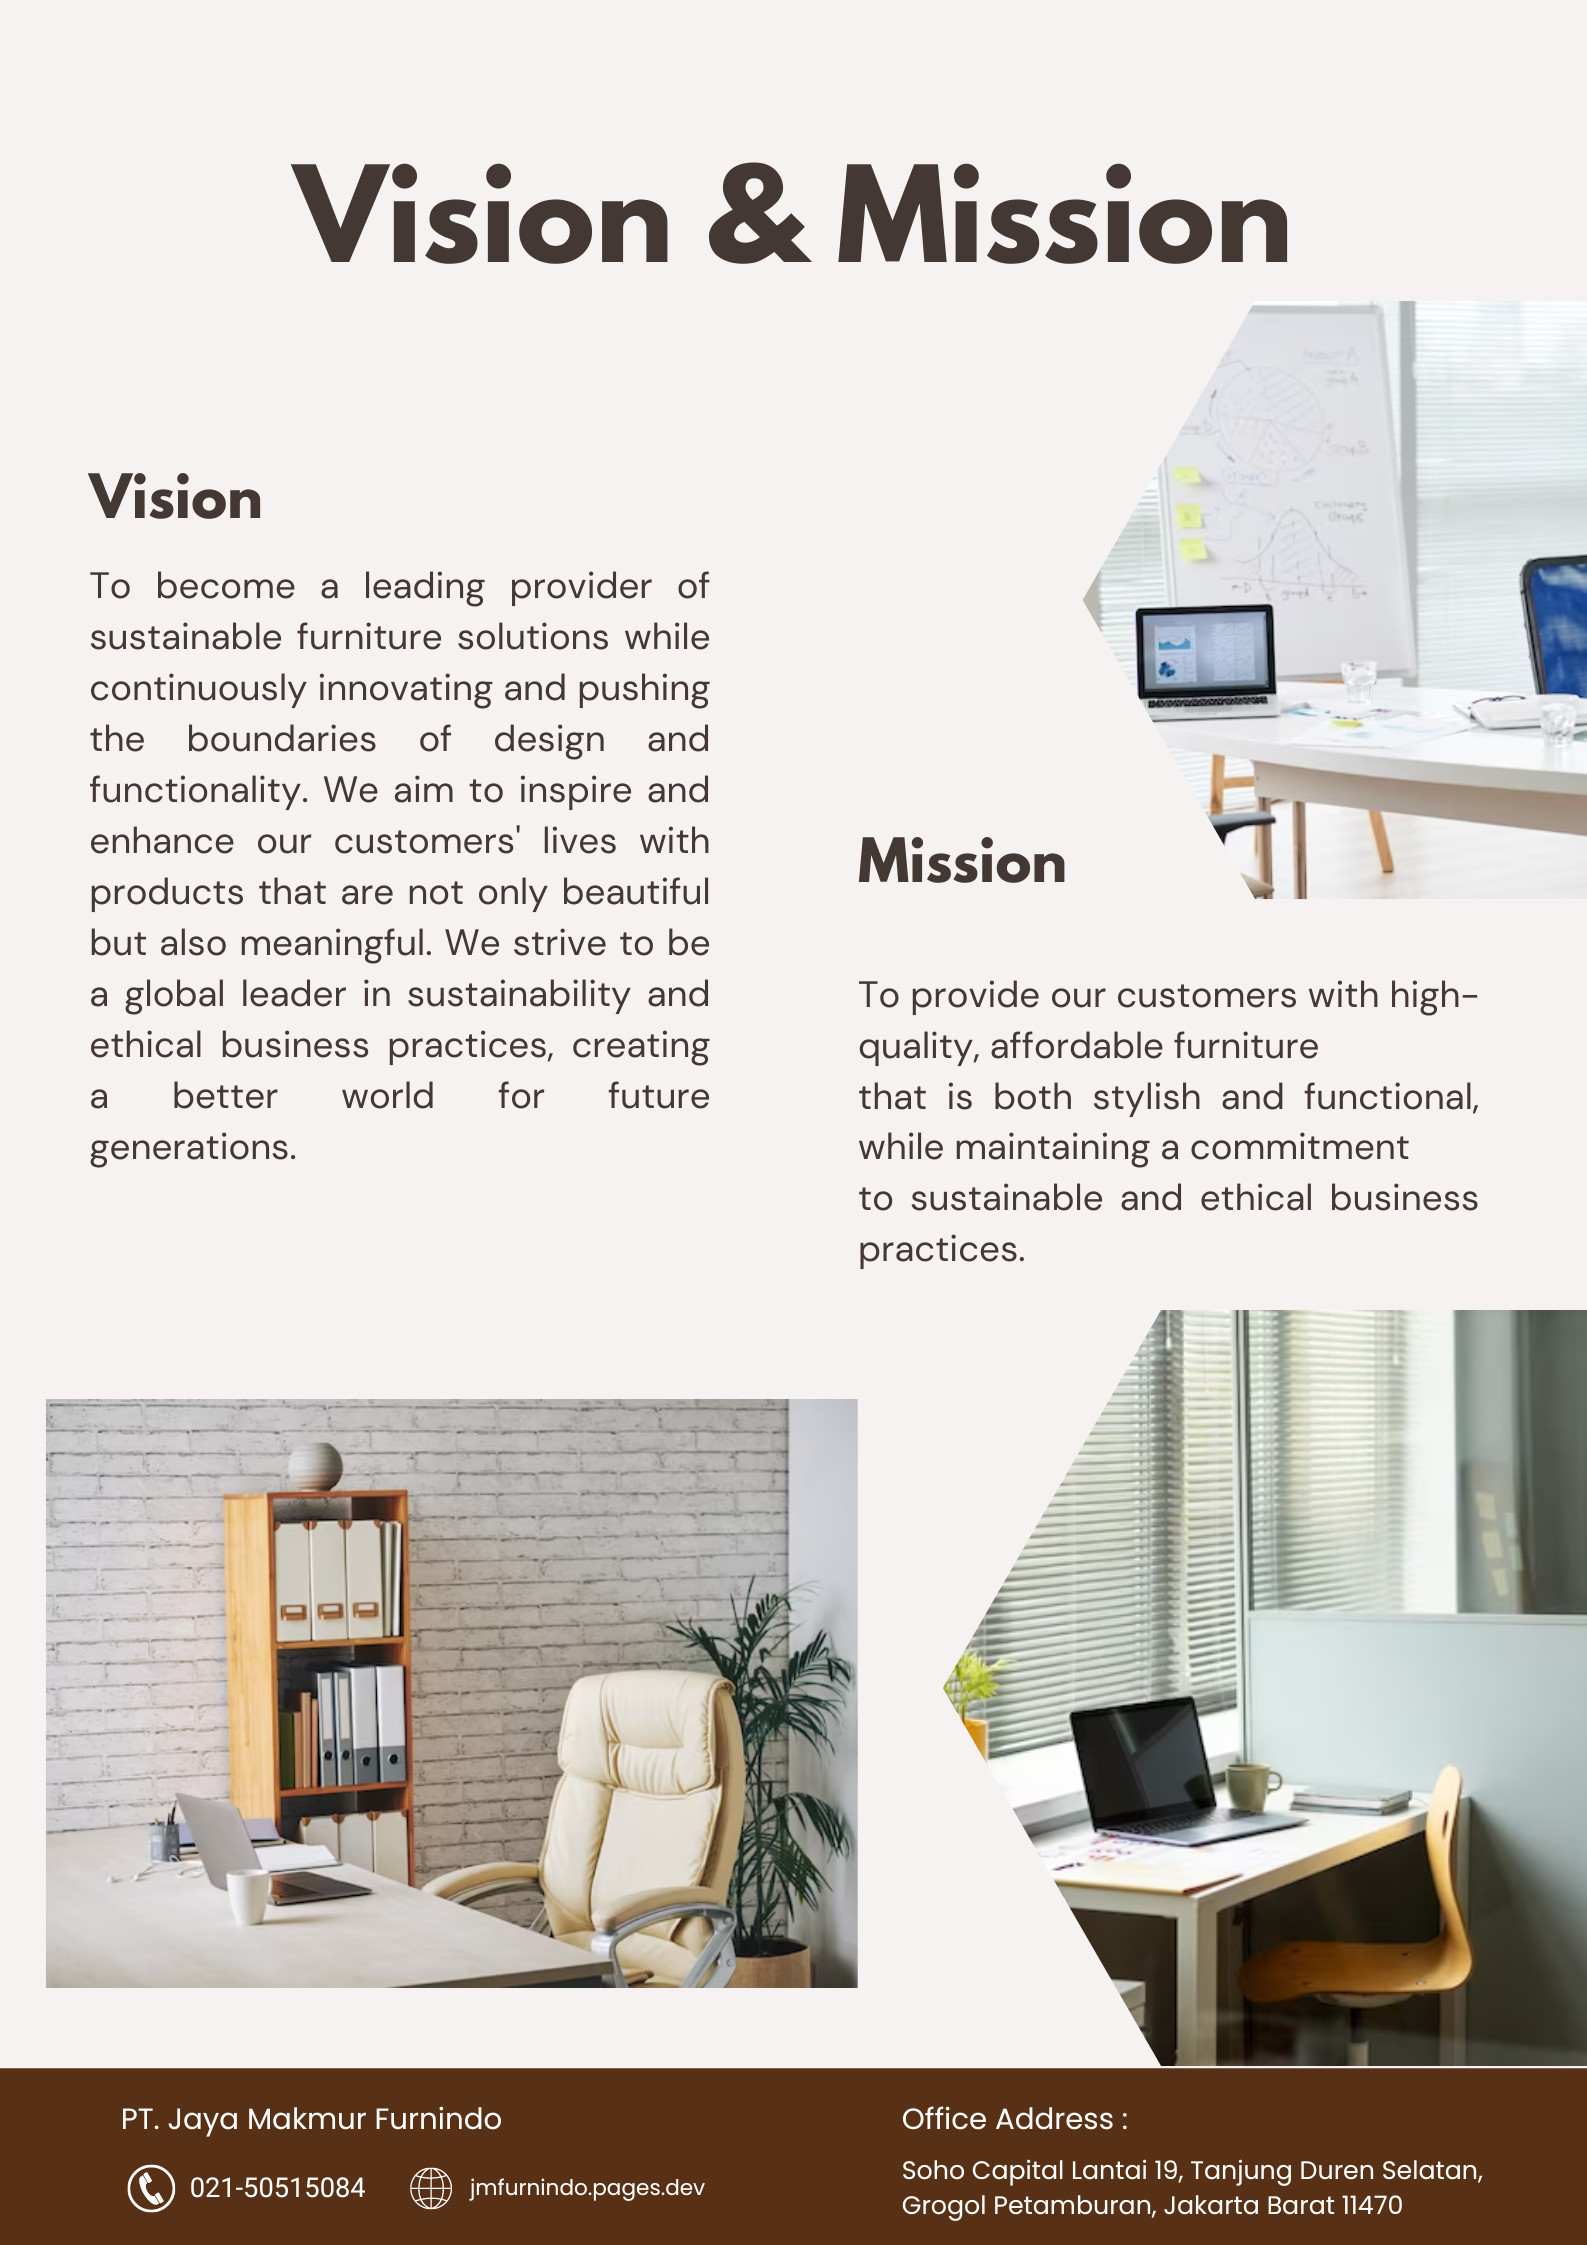 Vision & Mission
Vision
To become a leading provider of
sustainable furniture solutions while
continuously innovating and pushing
the boundaries of design and
functionality. We aim to inspire and
enhance our customers' lives with
products that are not only beautiful
but also meaningful. We strive to be
a global leader in sustainability and
ethical business practices, creating
a better world for future
generations.
Mission
To provide our customers with high-
quality, affordable furniture
that is both stylish and functional,
while maintaining a commitment
to sustainable and ethical business
practices.
PT. Jaya Makmur Furnindo
021-50515084
jmfurnindo.pages.dev
Office Address :
Soho Capital Lantai 19, Tanjung Duren Selatan,
Grogol Petamburan, Jakarta Barat 11470